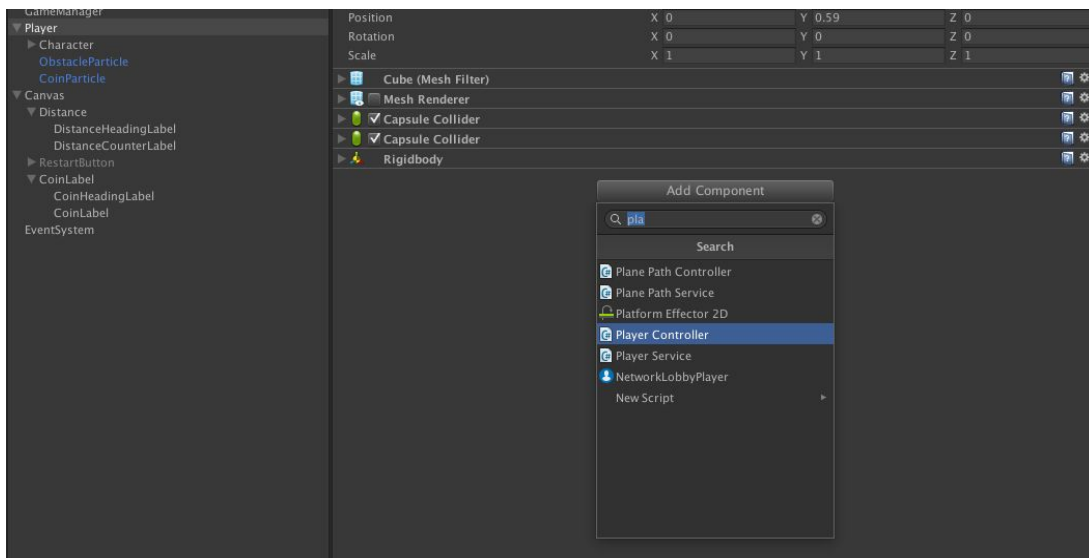 GameManager
Player
Character
ObstacleParticle
CoinParticle
Canvas
Distance
DistanceHeadingLabel
DistanceCounterLabel
RestartButton
CoinLabel
CoinHeadingLabel
CoinLabel
EventSystem
Position X 0 Y 0.59 Z 0
Rotation X 0 Y 0 Z 0
Scale X 1 Y 1 Z 1
Cube (Mesh Filter)
Mesh Renderer
Capsule Collider
Capsule Collider
Rigidbody
Add Component
pla
Search
Plane Path Controller
Plane Path Service
Platform Effector 2D
Player Controller
Player Service
NetworkLobbyPlayer
New Script